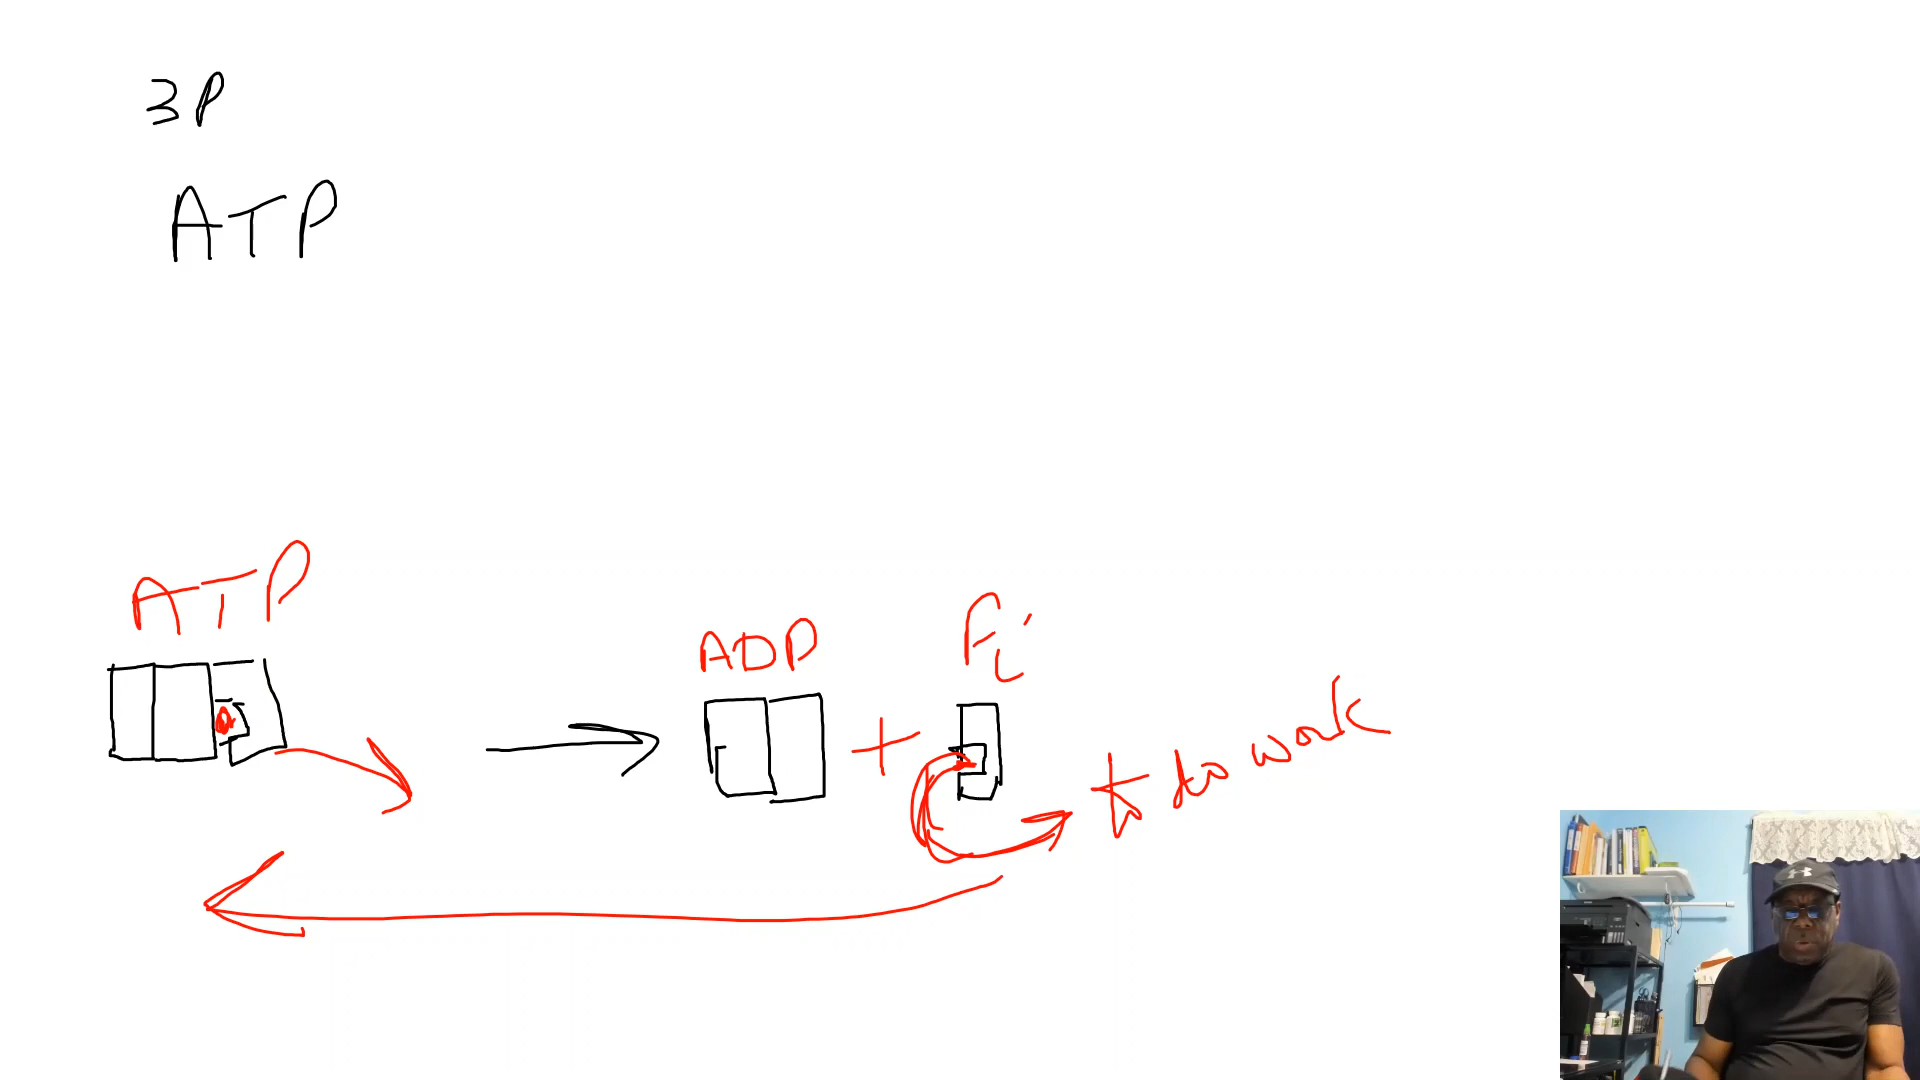 3P
ATP
ATP
ADP + Pi
to do work